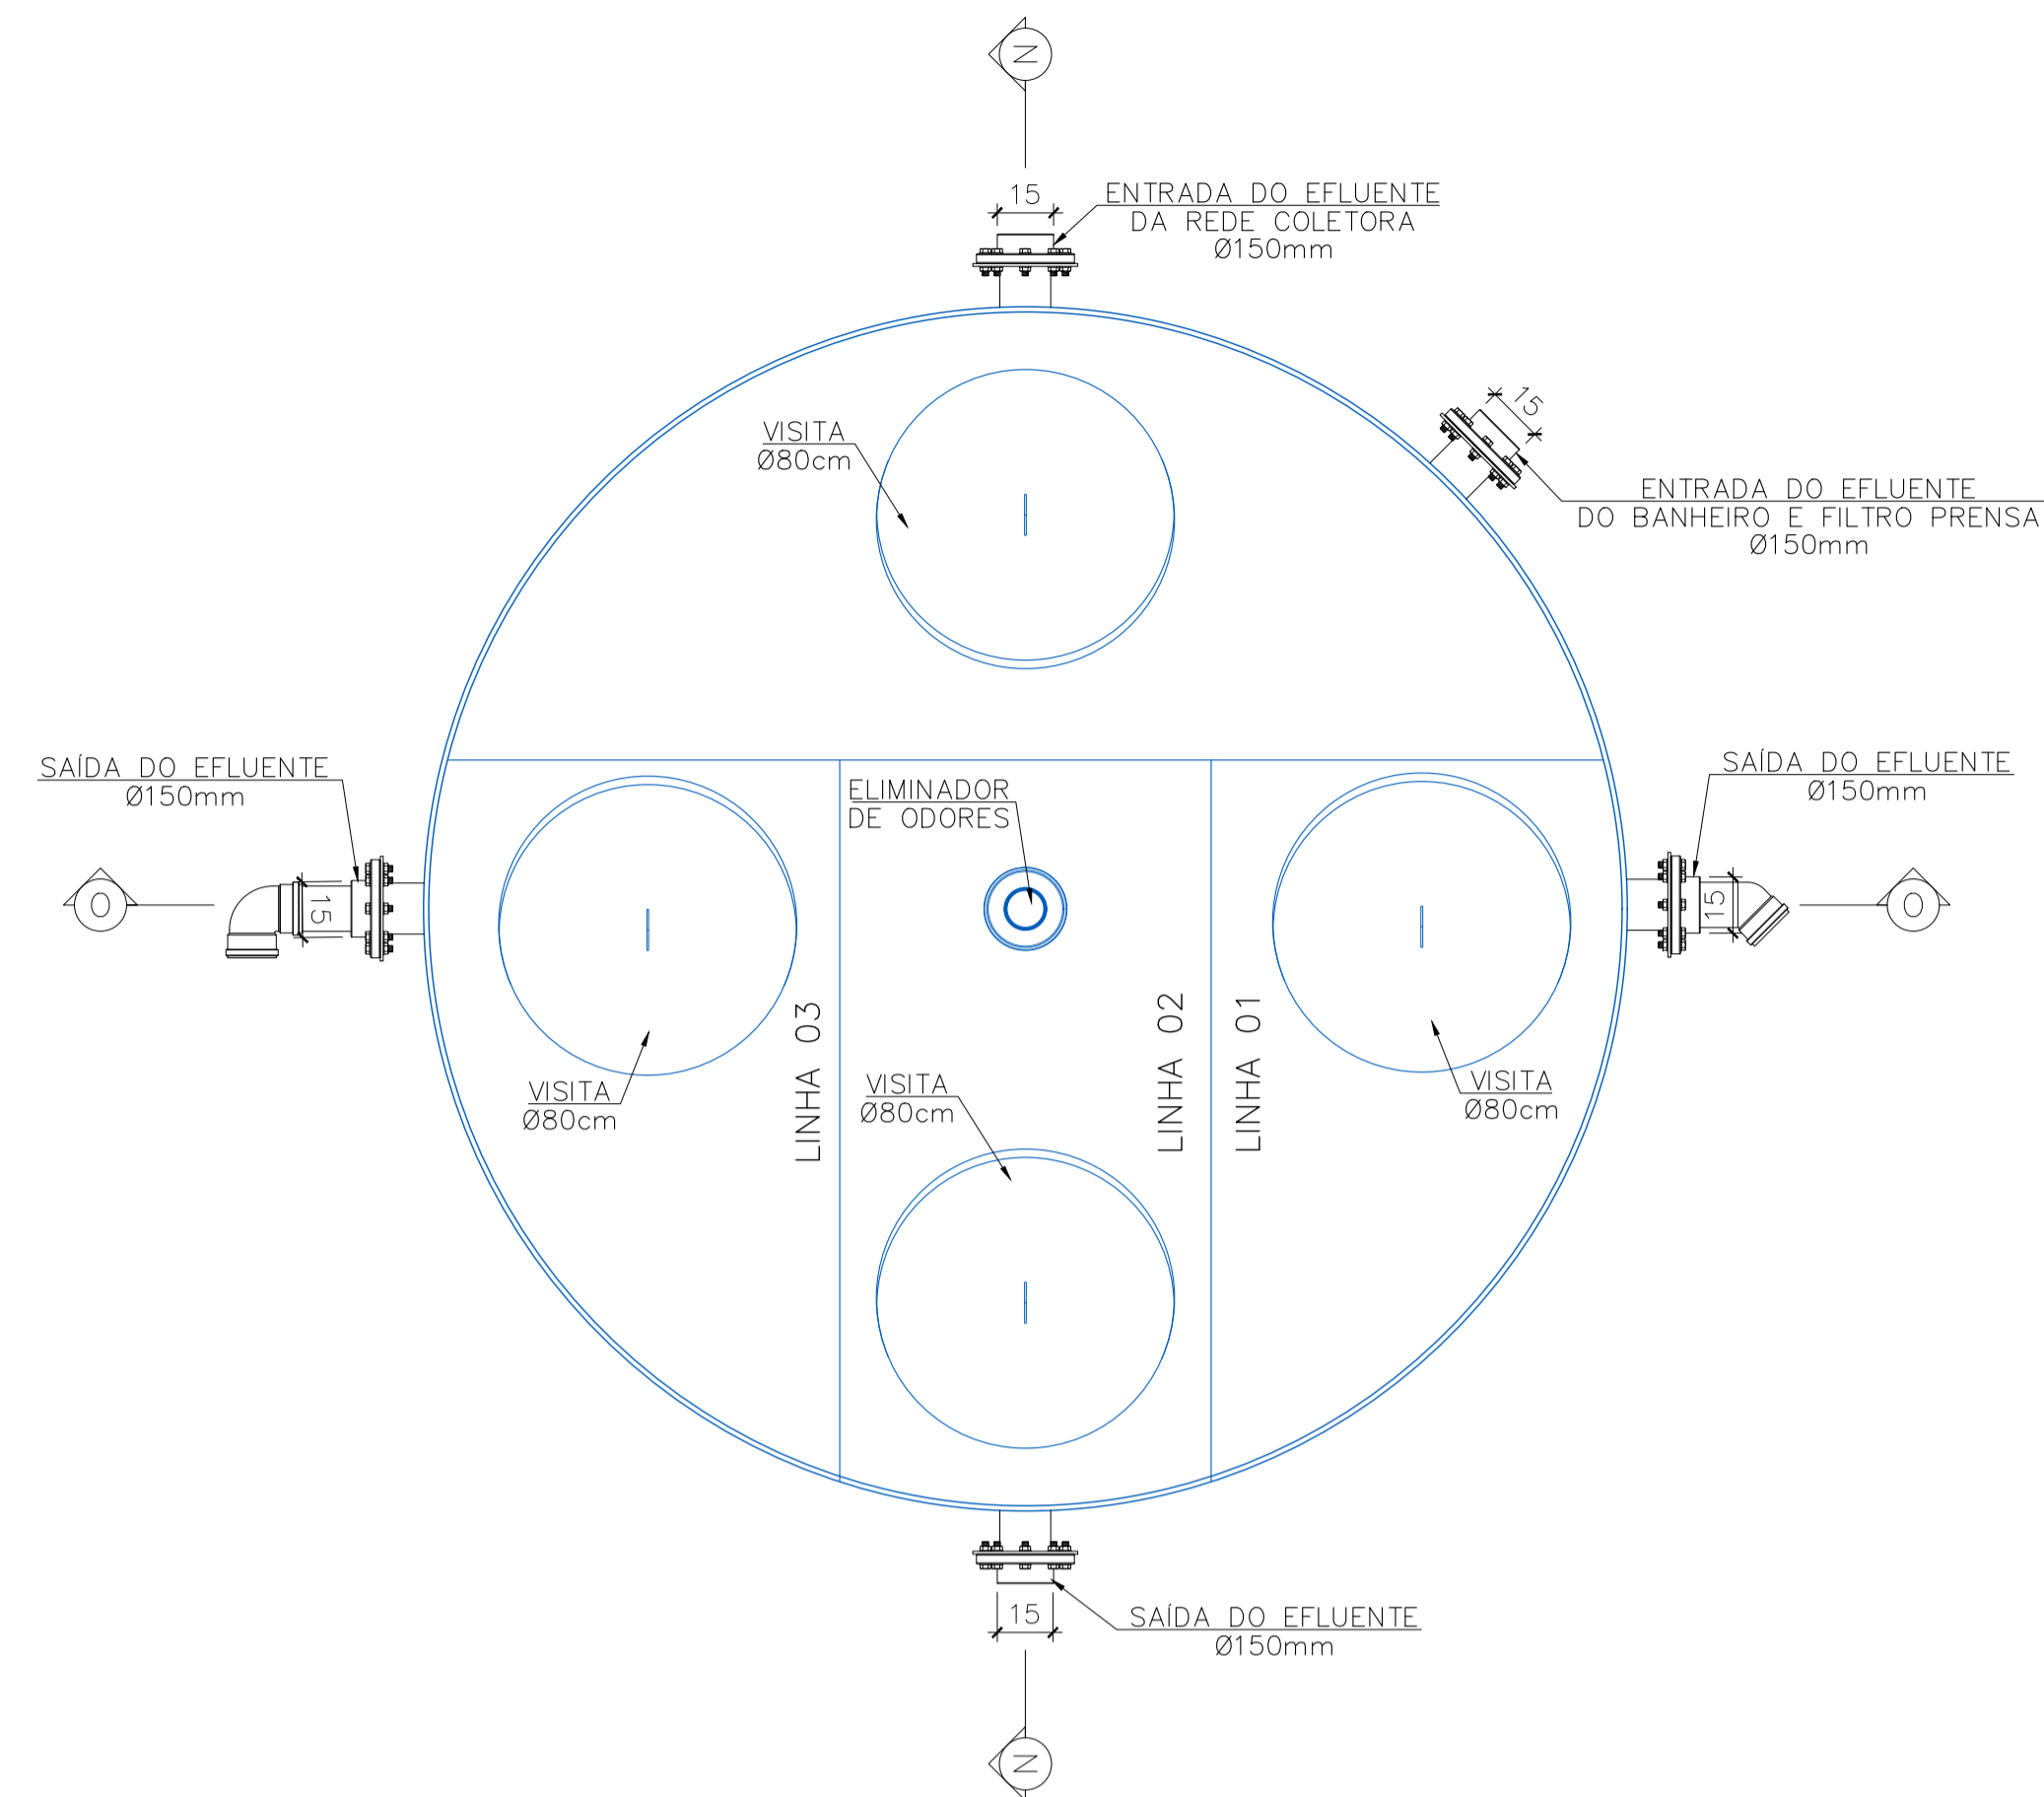 N
15
ENTRADA DO EFLUENTE
DA REDE COLETORA
Ø150mm
15
VISITA
Ø80cm
ENTRADA DO EFLUENTE
DO BANHEIRO E FILTRO PRENSA
Ø150mm
SAÍDA DO EFLUENTE
Ø150mm
ELIMINADOR
DE ODORES
SAÍDA DO EFLUENTE
Ø150mm
O
15
15
O
LINHA 03
LINHA 02
LINHA 01
VISITA
Ø80cm
VISITA
Ø80cm
VISITA
Ø80cm
15
SAÍDA DO EFLUENTE
Ø150mm
N